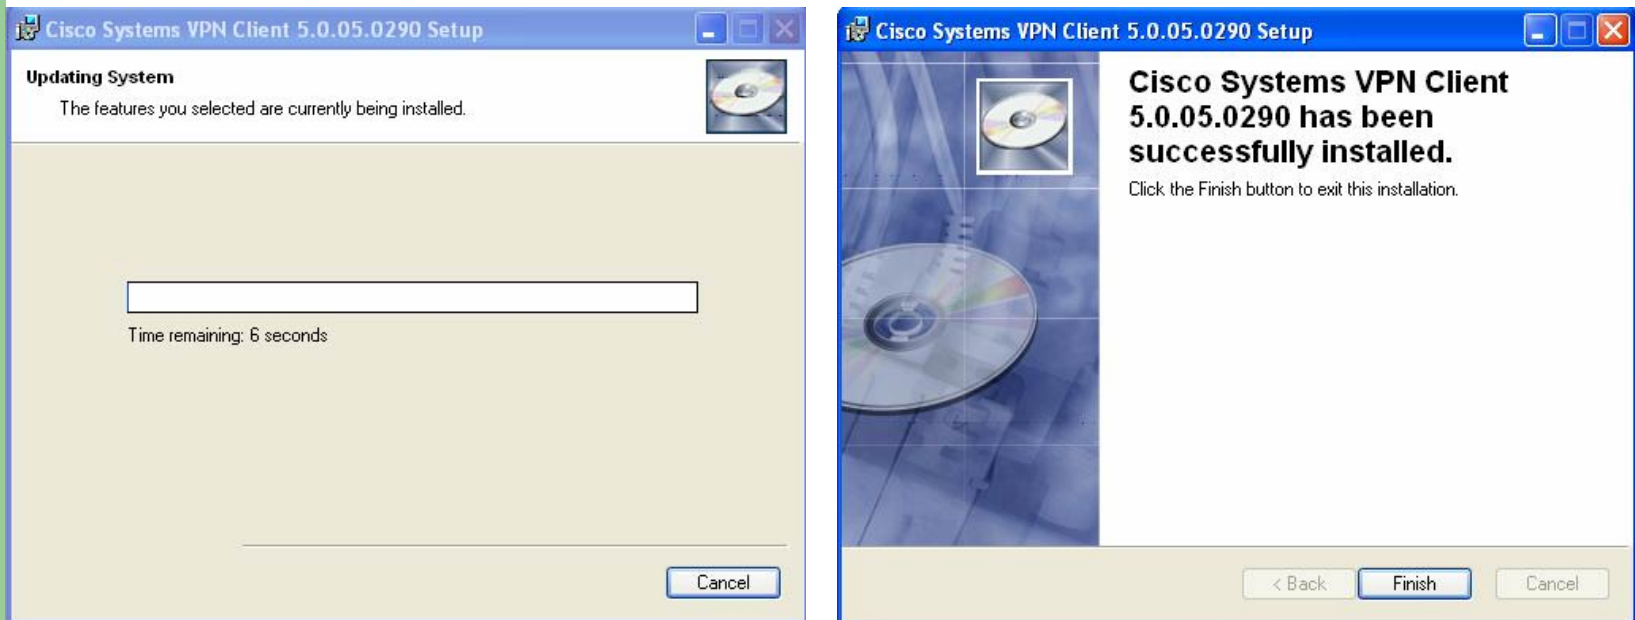 Cisco Systems VPN Client 5.0.05.0290 Setup
Updating System
The features you selected are currently being installed.
Time remaining: 6 seconds
Cancel
Cisco Systems VPN Client 5.0.05.0290 Setup
Cisco Systems VPN Client
5.0.05.0290 has been
successfully installed.
Click the Finish button to exit this installation.
< Back Finish Cancel